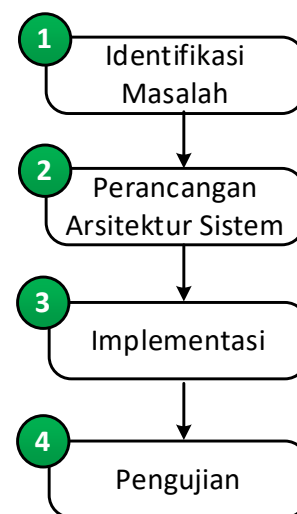 1
Identifikasi
Masalah
2
Perancangan
Arsitektur Sistem
3
Implementasi
4
Pengujian